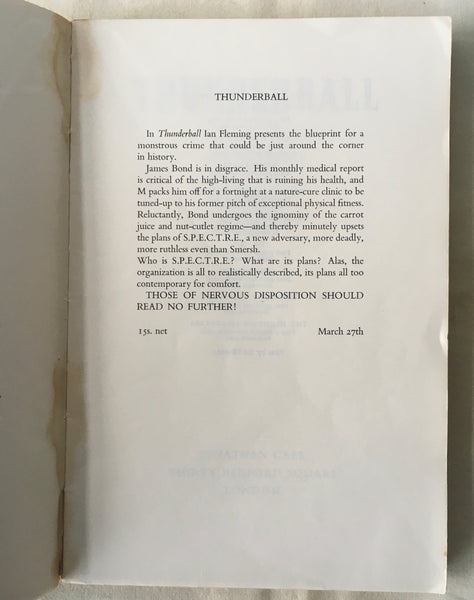 THUNDERBALL
In Thunderball Ian Fleming presents the blueprint for a
monstrous crime that could be just around the corner
in history.
James Bond is in disgrace. His monthly medical report
is critical of the high-living that is ruining his health, and
M packs him off for a fortnight at a nature-cure clinic to be
tuned-up to his former pitch of exceptional physical fitness.
Reluctantly, Bond undergoes the ignominy of the carrot
juice and nut-cutlet regime—and thereby minutely upsets
the plans of S.P.E.C.T.R.E., a new adversary, more deadly,
more ruthless even than Smersh.
Who is S.P.E.C.T.R.E.? What are its plans? Alas, the
organization is all to realistically described, its plans all too
contemporary for comfort.
THOSE OF NERVOUS DISPOSITION SHOULD
READ NO FURTHER!
15s. net March 27th
JONATHAN CAPE
THIRTY BEDFORD SQUARE
LONDON